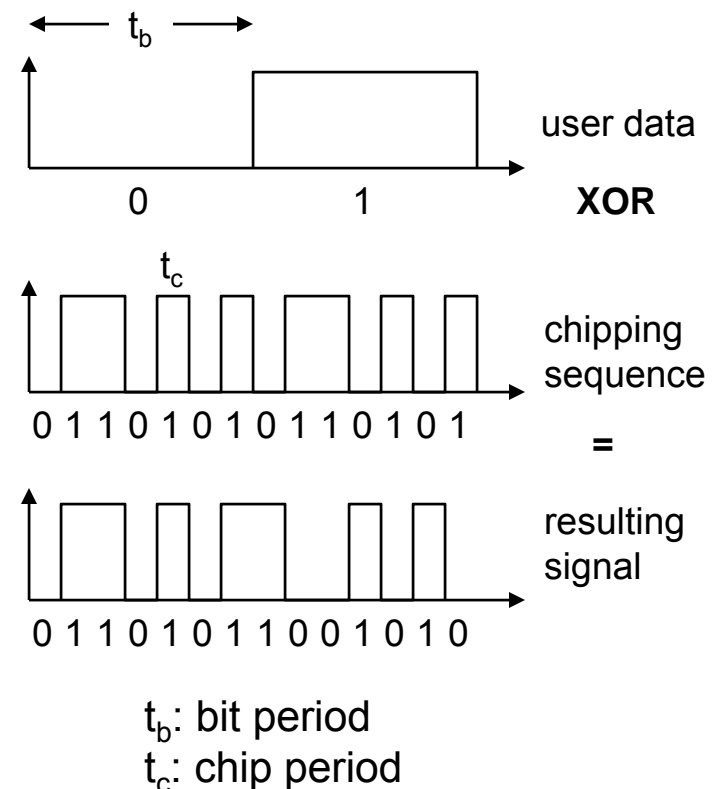 t_b
user data
0 1 XOR
t_c
chipping
sequence
0 1 1 0 1 0 1 0 1 1 0 1 0 1
=
resulting
signal
0 1 1 0 1 0 1 1 0 0 1 0 1 0
t_b: bit period
t_c: chip period